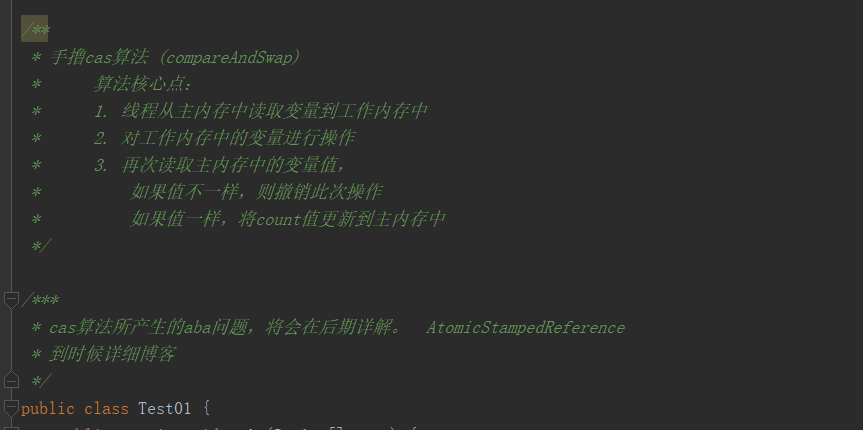 /**
* 手撸cas算法 (compareAndSwap)
* 算法核心点:
* 1. 线程从主内存中读取变量到工作内存中
* 2. 对工作内存中的变量进行操作
* 3. 再次读取主内存中的变量值，
* 如果值不一样，则撤销此次操作
* 如果值一样，将count值更新到主内存中
*/
/***
* cas算法所产生的aba问题，将会在后期详解。 AtomicStampedReference
* 到时候详细博客
*/
public class Test01 {